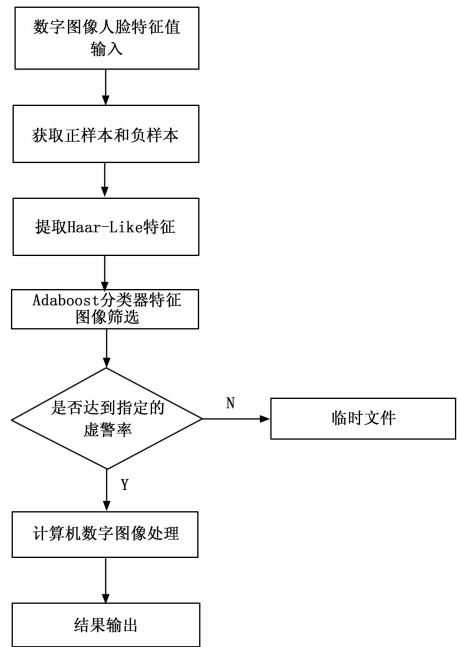 数字图像人脸特征值
输入
获取正样本和负样本
提取Haar-Like特征
Adaboost分类器特征
图像筛选
是否达到指定的
虚警率
N
临时文件
Y
计算机数字图像处理
结果输出